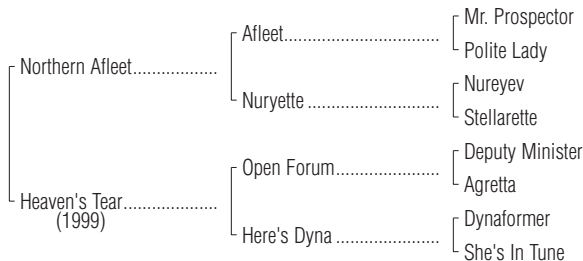 Mr. Prospector
Afleet
Polite Lady
Northern Afleet
Nureyev
Nuryette
Stellarette
Deputy Minister
Open Forum
Agretta
Heaven's Tear
(1999)
Dynaformer
Here's Dyna
She's In Tune